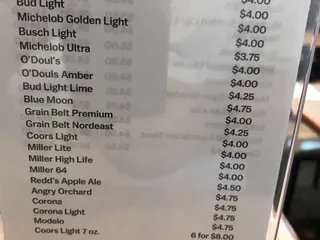 Bud Light $4.00
Michelob Golden Light $4.00
Busch Light $4.00
Michelob Ultra $4.00
O'Doul's $3.75
O'Douls Amber $4.00
Bud Light Lime $4.00
Blue Moon $4.25
Grain Belt Premium $4.75
Grain Belt Nordeast $4.00
Coors Light $4.25
Miller Lite $4.00
Miller High Life $4.00
Miller 64 $4.00
Redd's Apple Ale $4.50
Angry Orchard $4.75
Corona $4.75
Corona Light $4.75
Modelo $4.75
Coors Light 7 oz. 6 for $8.00